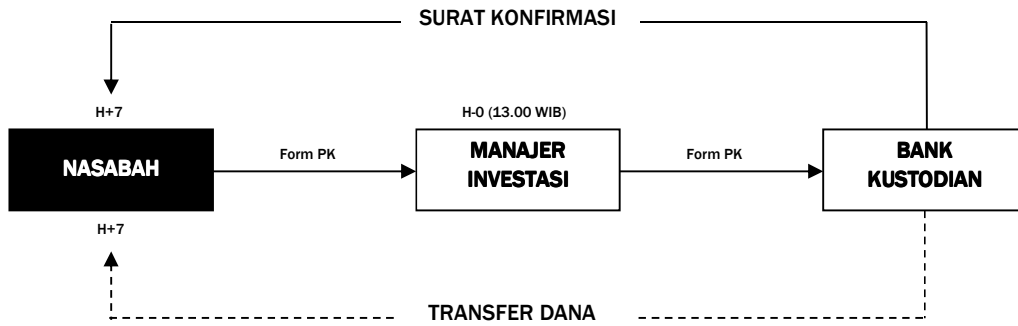 SURAT KONFIRMASI
H+7
H-0 (13.00 WIB)
NASABAH
Form PK
MANAJER
INVESTASI
Form PK
BANK
KUSTODIAN
H+7
TRANSFER DANA